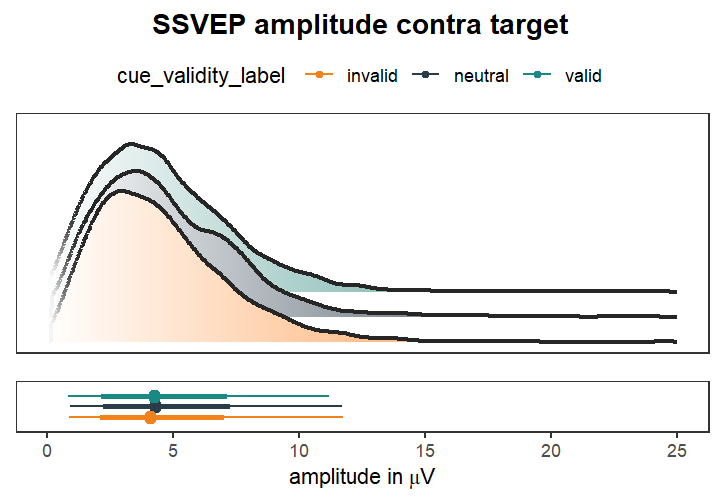 SSVEP amplitude contra target
cue_validity_label invalid neutral valid
0 5 10 15 20 25
amplitude in μV